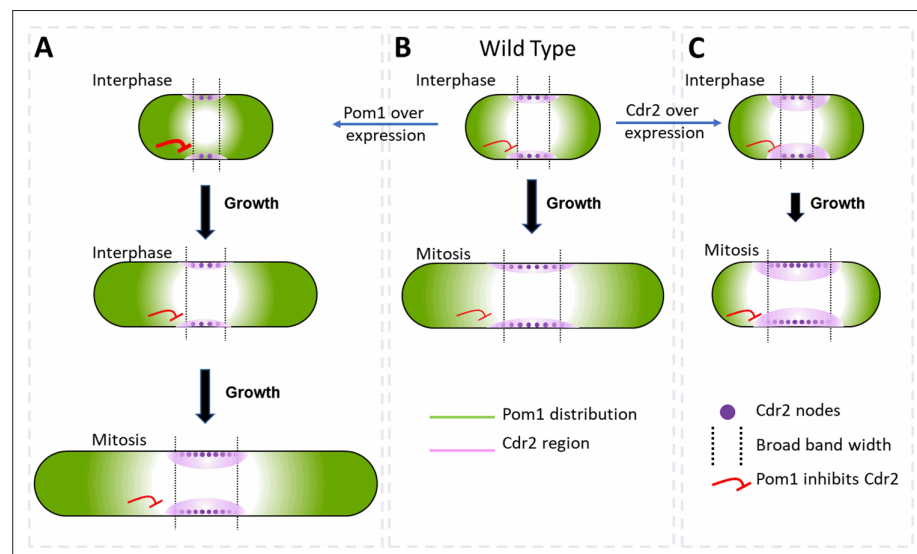 A
B
Wild Type
C
Interphase
Interphase
Interphase
Pom1 over
expression
Cdr2 over
expression
Growth
Growth
Growth
Interphase
Mitosis
Mitosis
Growth
Mitosis
Pom1 distribution
Cdr2 region
Cdr2 nodes
Broad band width
Pom1 inhibits Cdr2